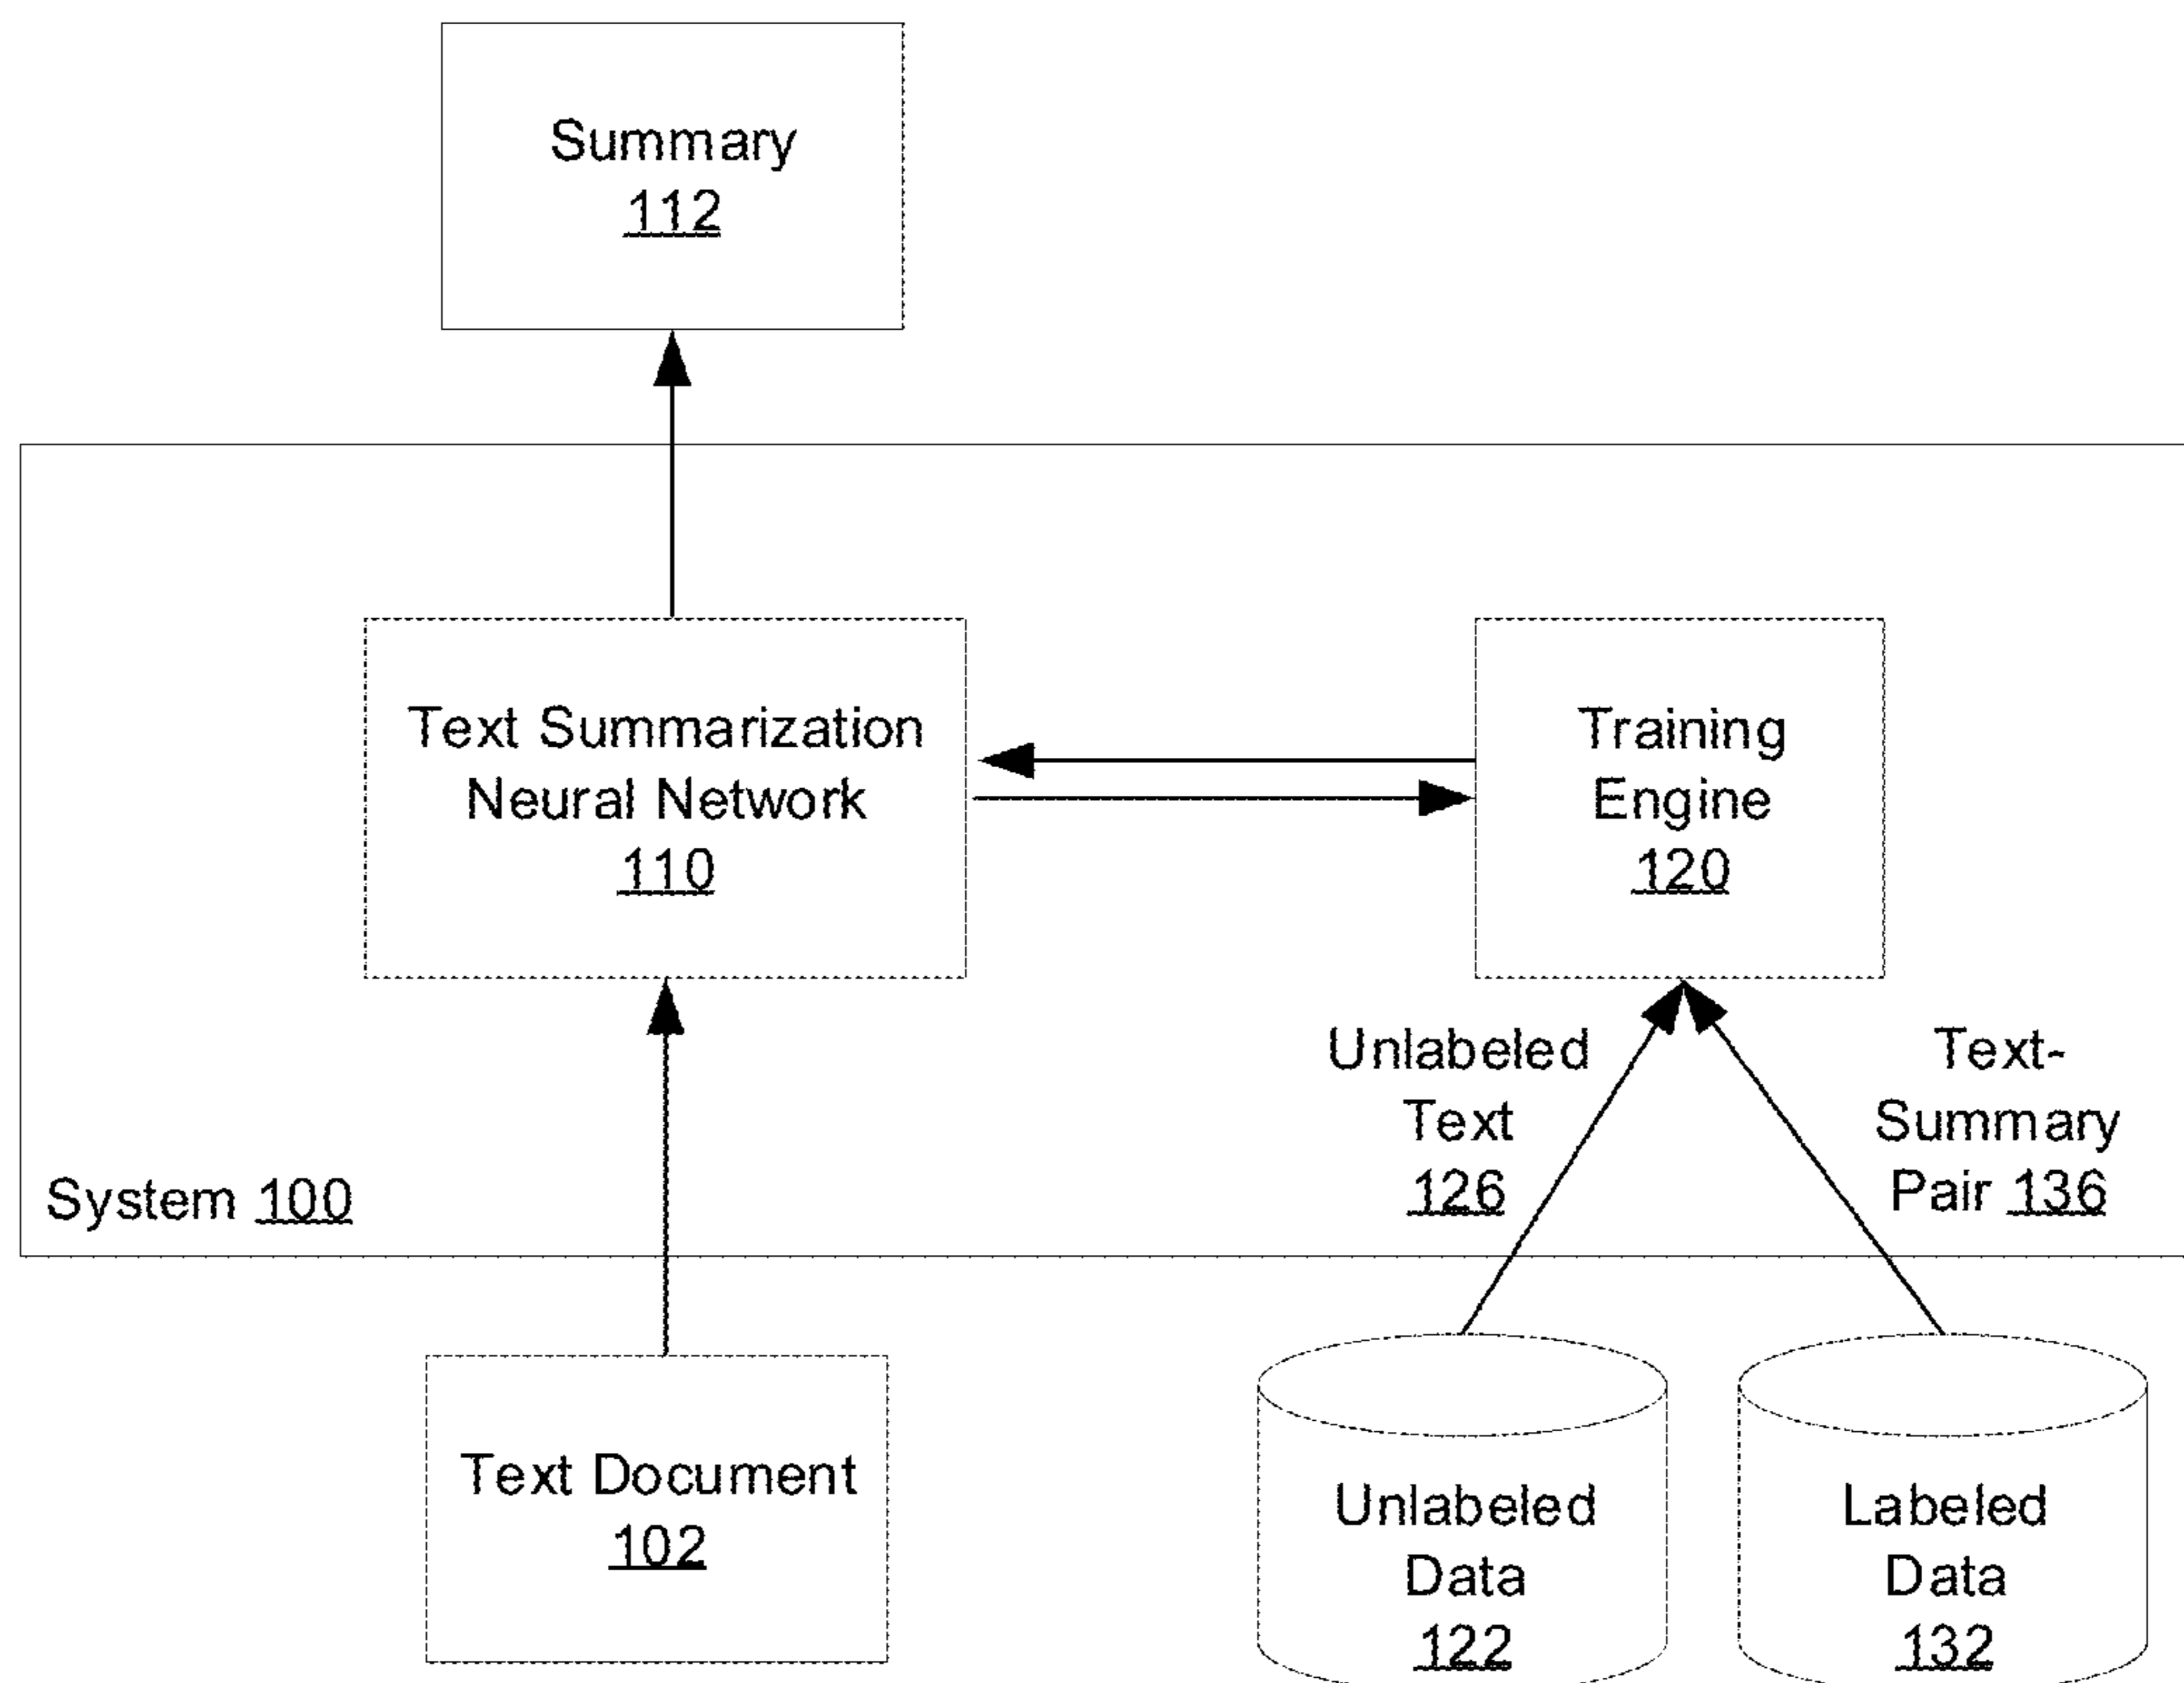 Summary
112
Text Summarization
Neural Network
110
Training
Engine
120
Unlabeled
Text
126
Text-
Summary
Pair 136
System 100
Text Document
102
Unlabeled
Data
122
Labeled
Data
132